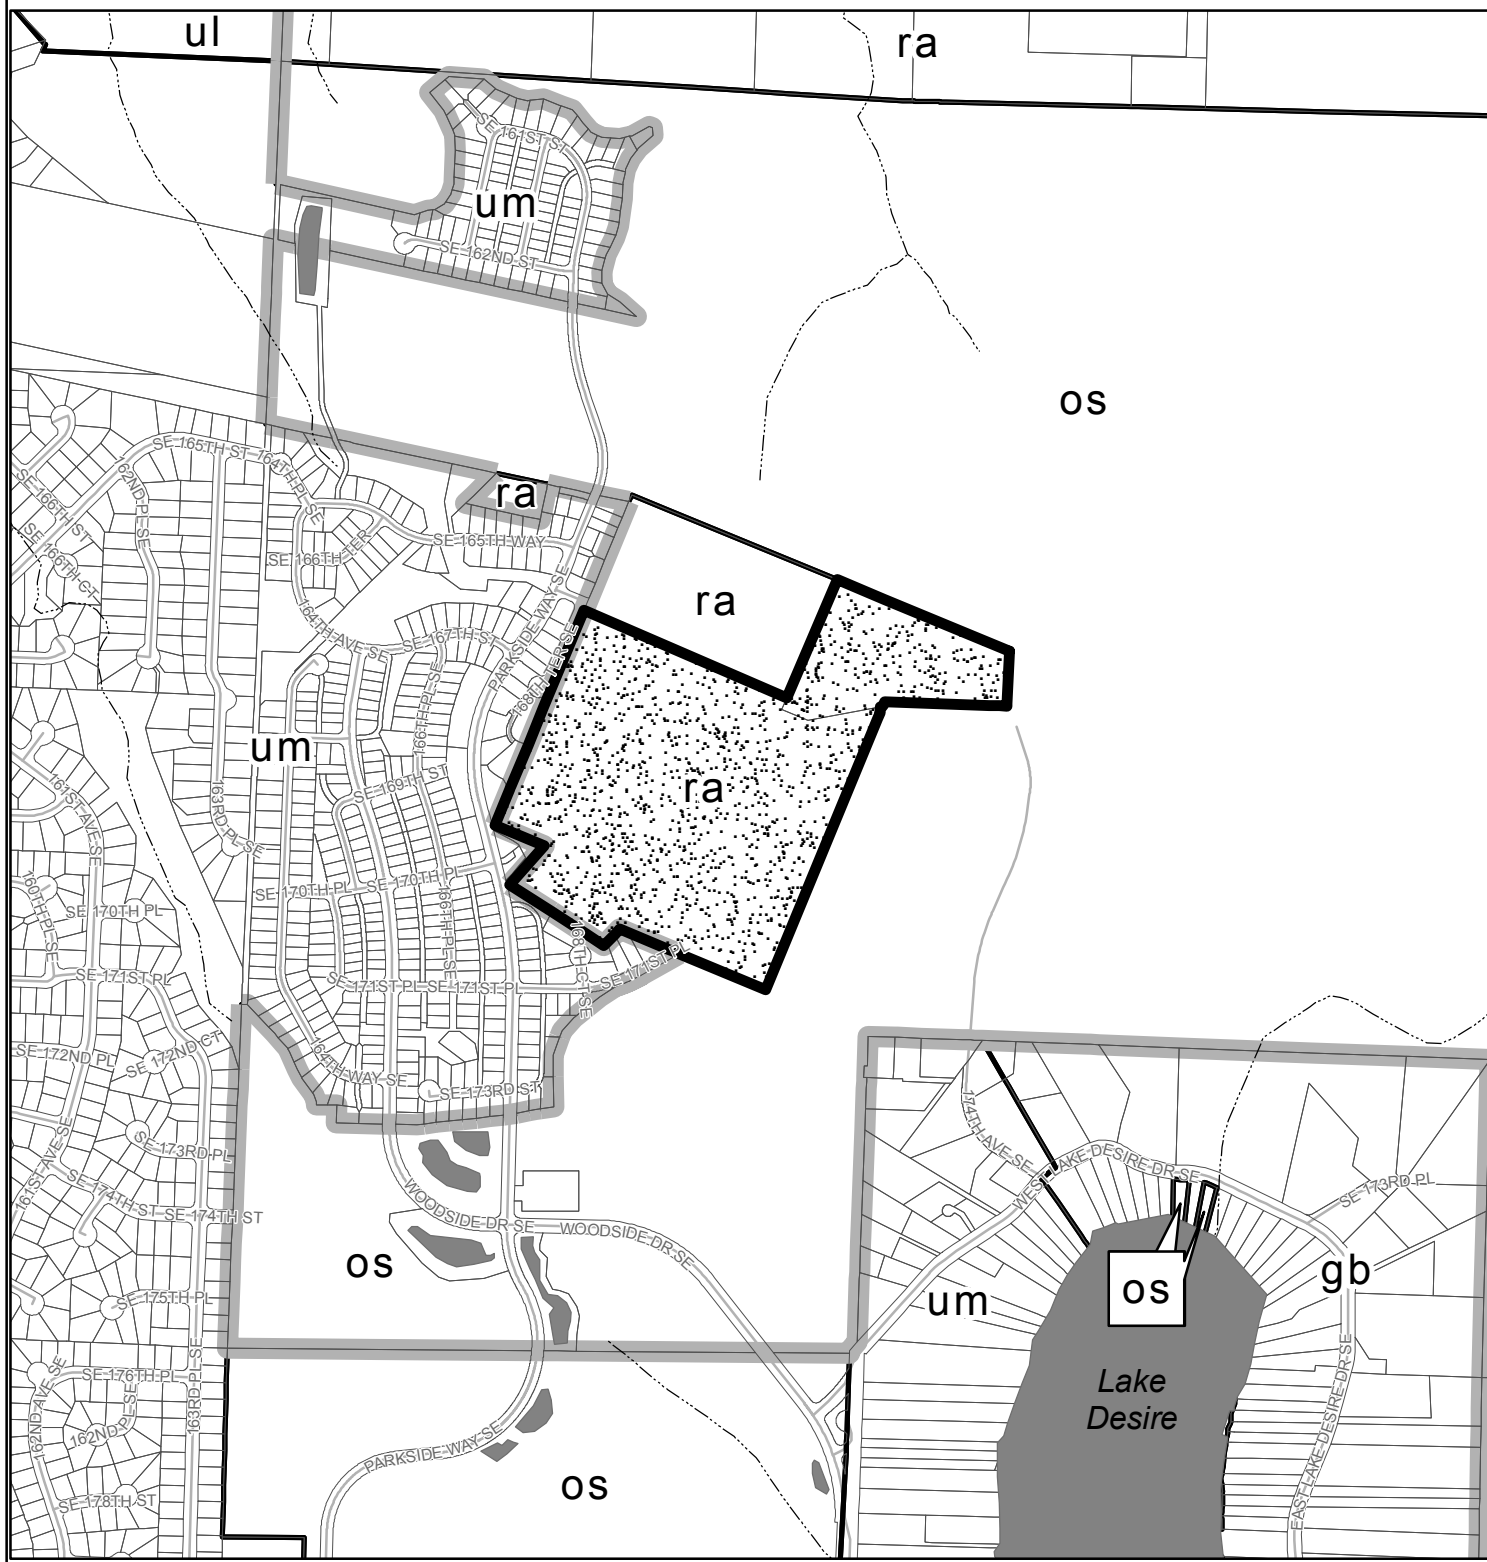 ul
ra
SE 161ST ST
um
SE 162ND ST
os
SE 165TH ST
164TH PL SE
162ND PL SE
SE 166TH ST
SE 166TH CT
ra
SE 165TH WAY
SE 166TH TER
ra
164TH AVE SE
SE 167TH ST
PARKSIDE WAY SE
168TH TER SE
166TH PL SE
um
ra
SE 169TH ST
161ST AVE SE
163RD PL SE
160TH PL SE
SE 170TH PL
SE 170TH PL
SE 170TH PL
166TH PL SE
168TH CT SE
SE 171ST PL
SE 171ST PL
SE 171ST PL
SE 171ST PL
SE 172ND PL
SE 172ND CT
164TH WAY SE
SE 173RD ST
174TH AVE SE
161ST AVE SE
SE 173RD PL
WEST LAKE DESIRE DR SE
SE 173RD PL
SE 174TH ST
SE 174TH ST
WOODSIDE DR SE
WOODSIDE DR SE
os
um
os
gb
SE 175TH PL
163RD PL SE
EAST LAKE DESIRE DR SE
SE 176TH PL
162ND AVE SE
162ND PL SE
Lake
Desire
PARKSIDE WAY SE
os
SE 178TH ST